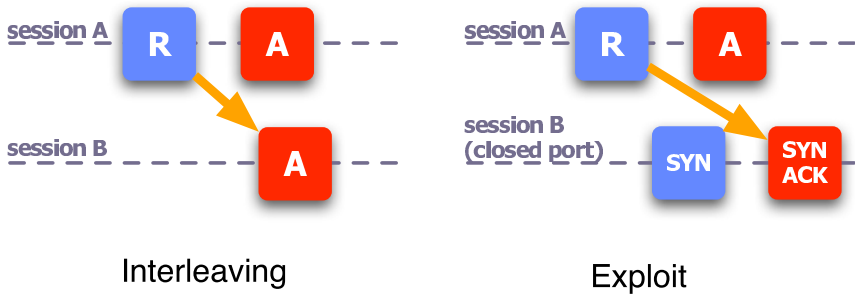 session A
R
A
session B
A
Interleaving
session A
R
A
session B
(closed port)
SYN
SYN
ACK
Exploit